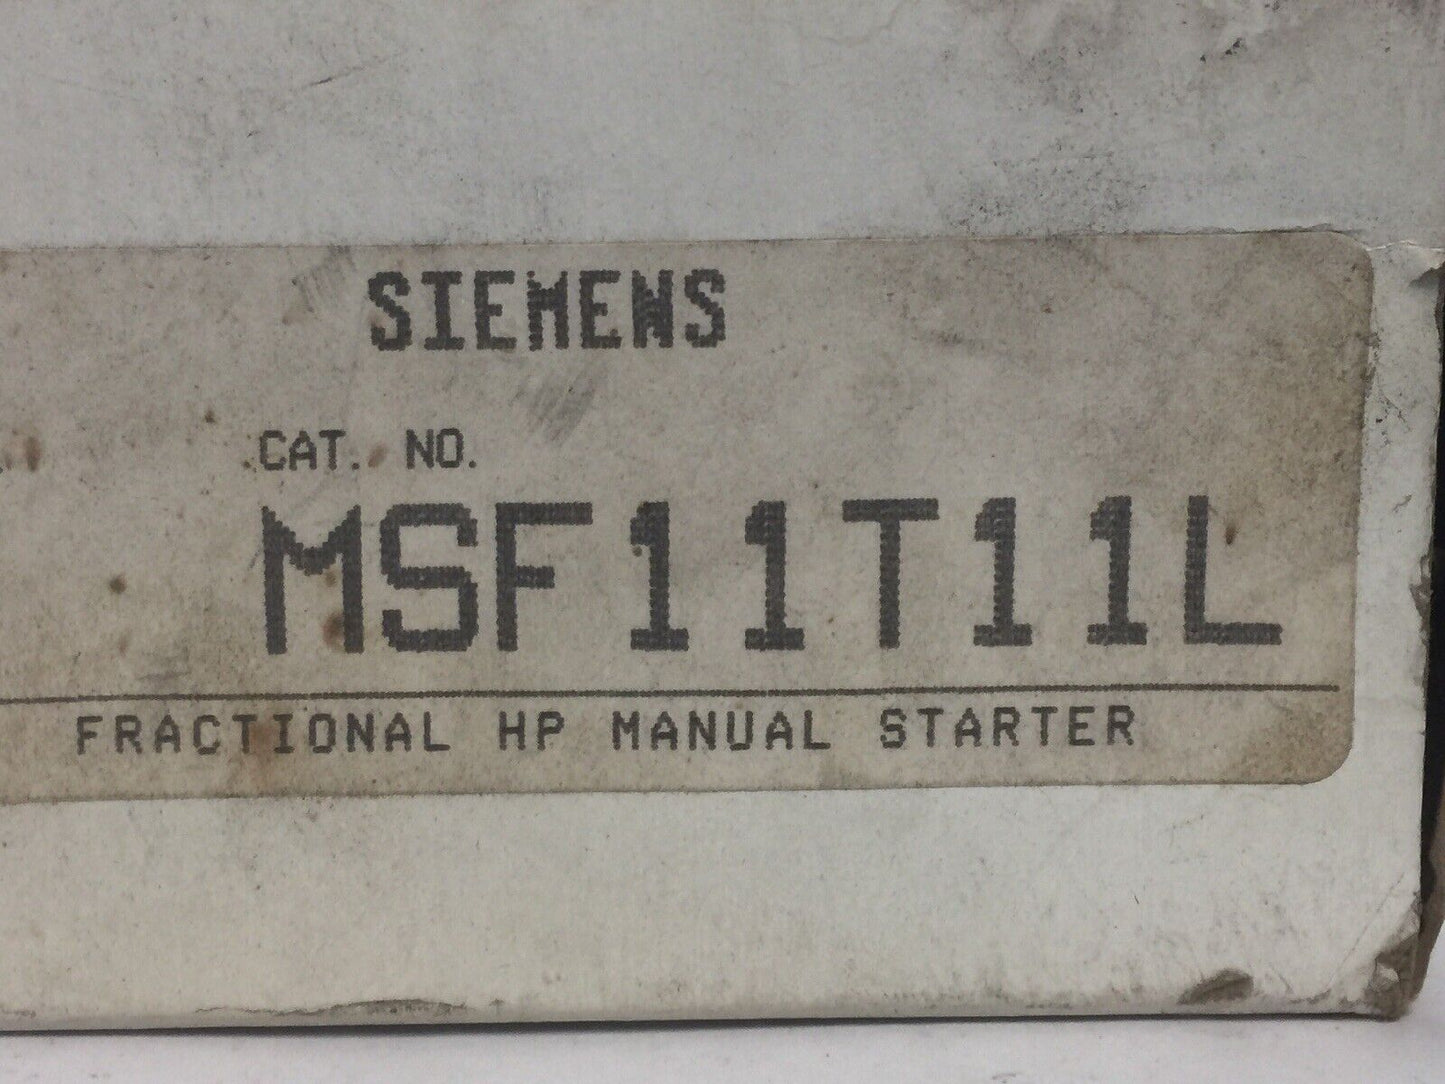 SIEMENS
CAT. NO.
MSF11T11L
FRACTIONAL HP MANUAL STARTER